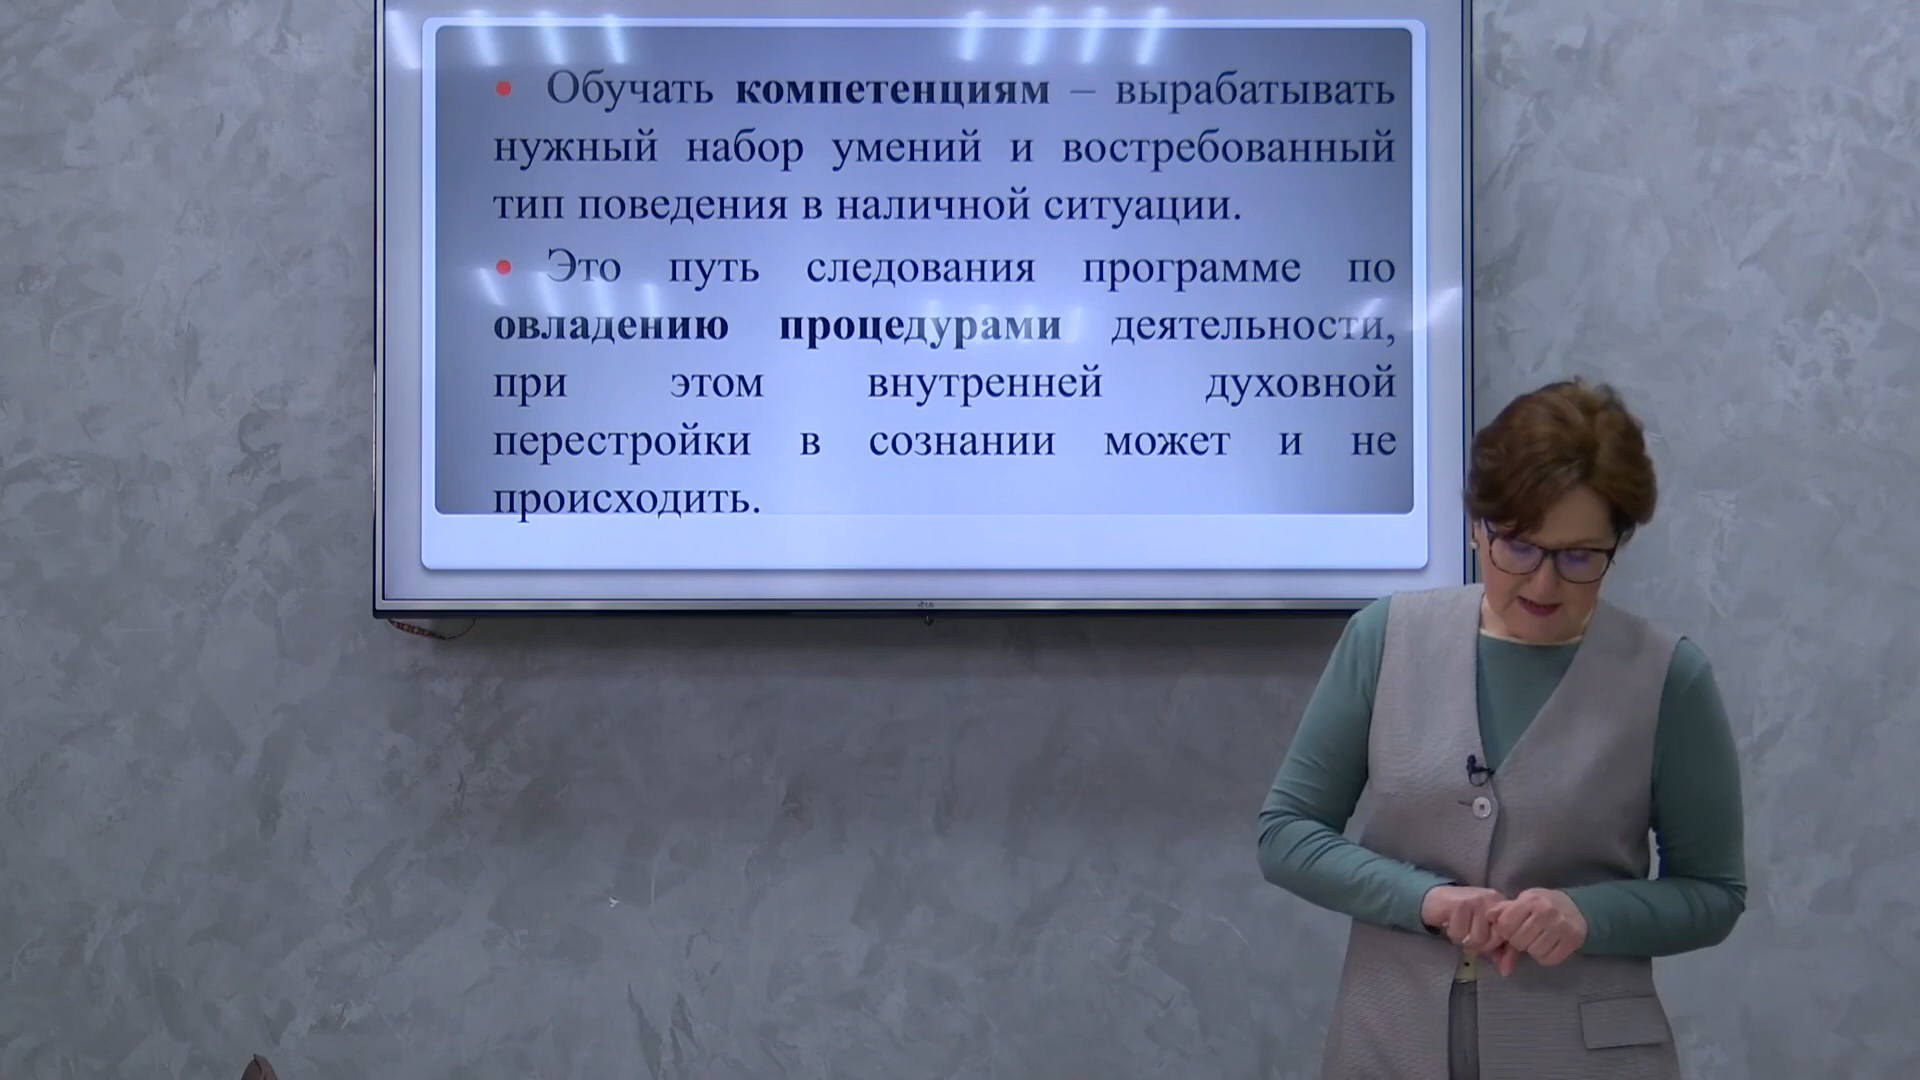 • Обучать компетенциям – вырабатывать
нужный набор умений и востребованный
тип поведения в наличной ситуации.
• Это путь следования программе по
овладению процедурами деятельности,
при этом внутренней духовной
перестройки в сознании может и не
происходить.
LG